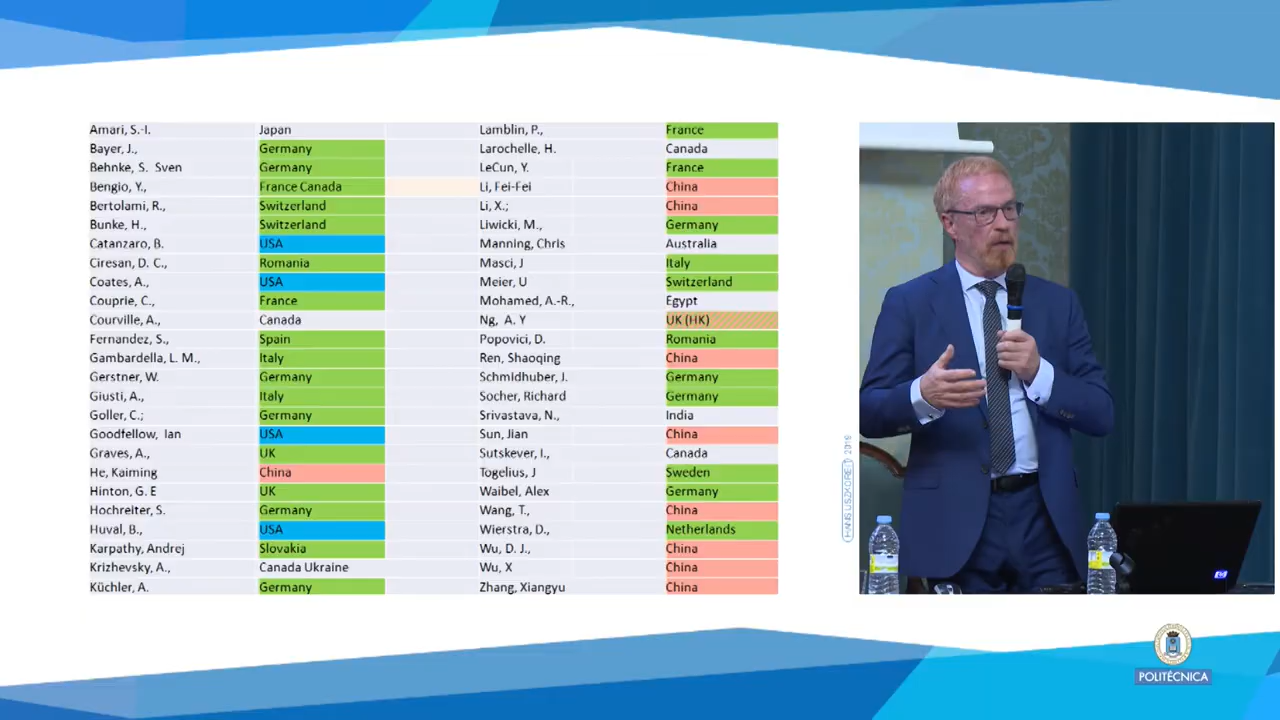 Amari, S.-I. Japan Lamblin, P., France
Bayer, J., Germany Larochelle, H. Canada
Behnke, S. Sven Germany LeCun, Y. France
Bengio, Y., France Canada Li, Fei-Fei China
Bertolami, R., Switzerland Li, X.; China
Bunke, H., Switzerland Liwicki, M., Germany
Catanzaro, B. USA Manning, Chris Australia
Ciresan, D. C., Romania Masci, J Italy
Coates, A., USA Meier, U Switzerland
Couprie, C., France Mohamed, A.-R., Egypt
Courville, A., Canada Ng, A. Y UK (HK)
Fernandez, S., Spain Popovici, D. Romania
Gambardella, L. M., Italy Ren, Shaoqing China
Gerstner, W. Germany Schmidhuber, J. Germany
Giusti, A., Italy Socher, Richard Germany
Goller, C.; Germany Srivastava, N., India
Goodfellow, Ian USA Sun, Jian China
Graves, A., UK Sutskever, I., Canada
He, Kaiming China Togelius, J Sweden
Hinton, G. E UK Waibel, Alex Germany
Hochreiter, S. Germany Wang, T., China
Huval, B., USA Wierstra, D., Netherlands
Karpathy, Andrej Slovakia Wu, D. J., China
Krizhevsky, A., Canada Ukraine Wu, X China
Küchler, A. Germany Zhang, Xiangyu China
HANS USZKOREIT 2019
POLITÉCNICA